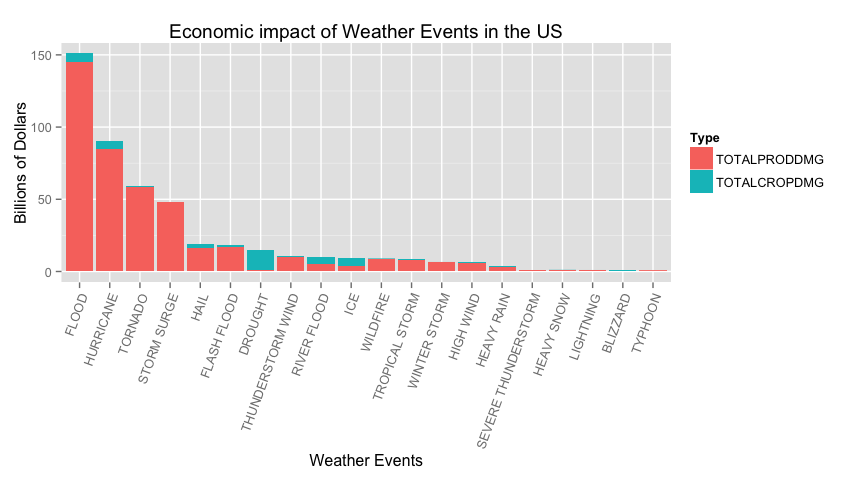 Economic impact of Weather Events in the US
Billions of Dollars
150
100
50
0
FLOOD
HURRICANE
TORNADO
STORM SURGE
HAIL
FLASH FLOOD
DROUGHT
THUNDERSTORM WIND
RIVER FLOOD
ICE
WILDFIRE
TROPICAL STORM
WINTER STORM
HIGH WIND
HEAVY RAIN
SEVERE THUNDERSTORM
HEAVY SNOW
LIGHTNING
BLIZZARD
TYPHOON
Weather Events
Type
TOTALPRODDMG
TOTALCROPDMG